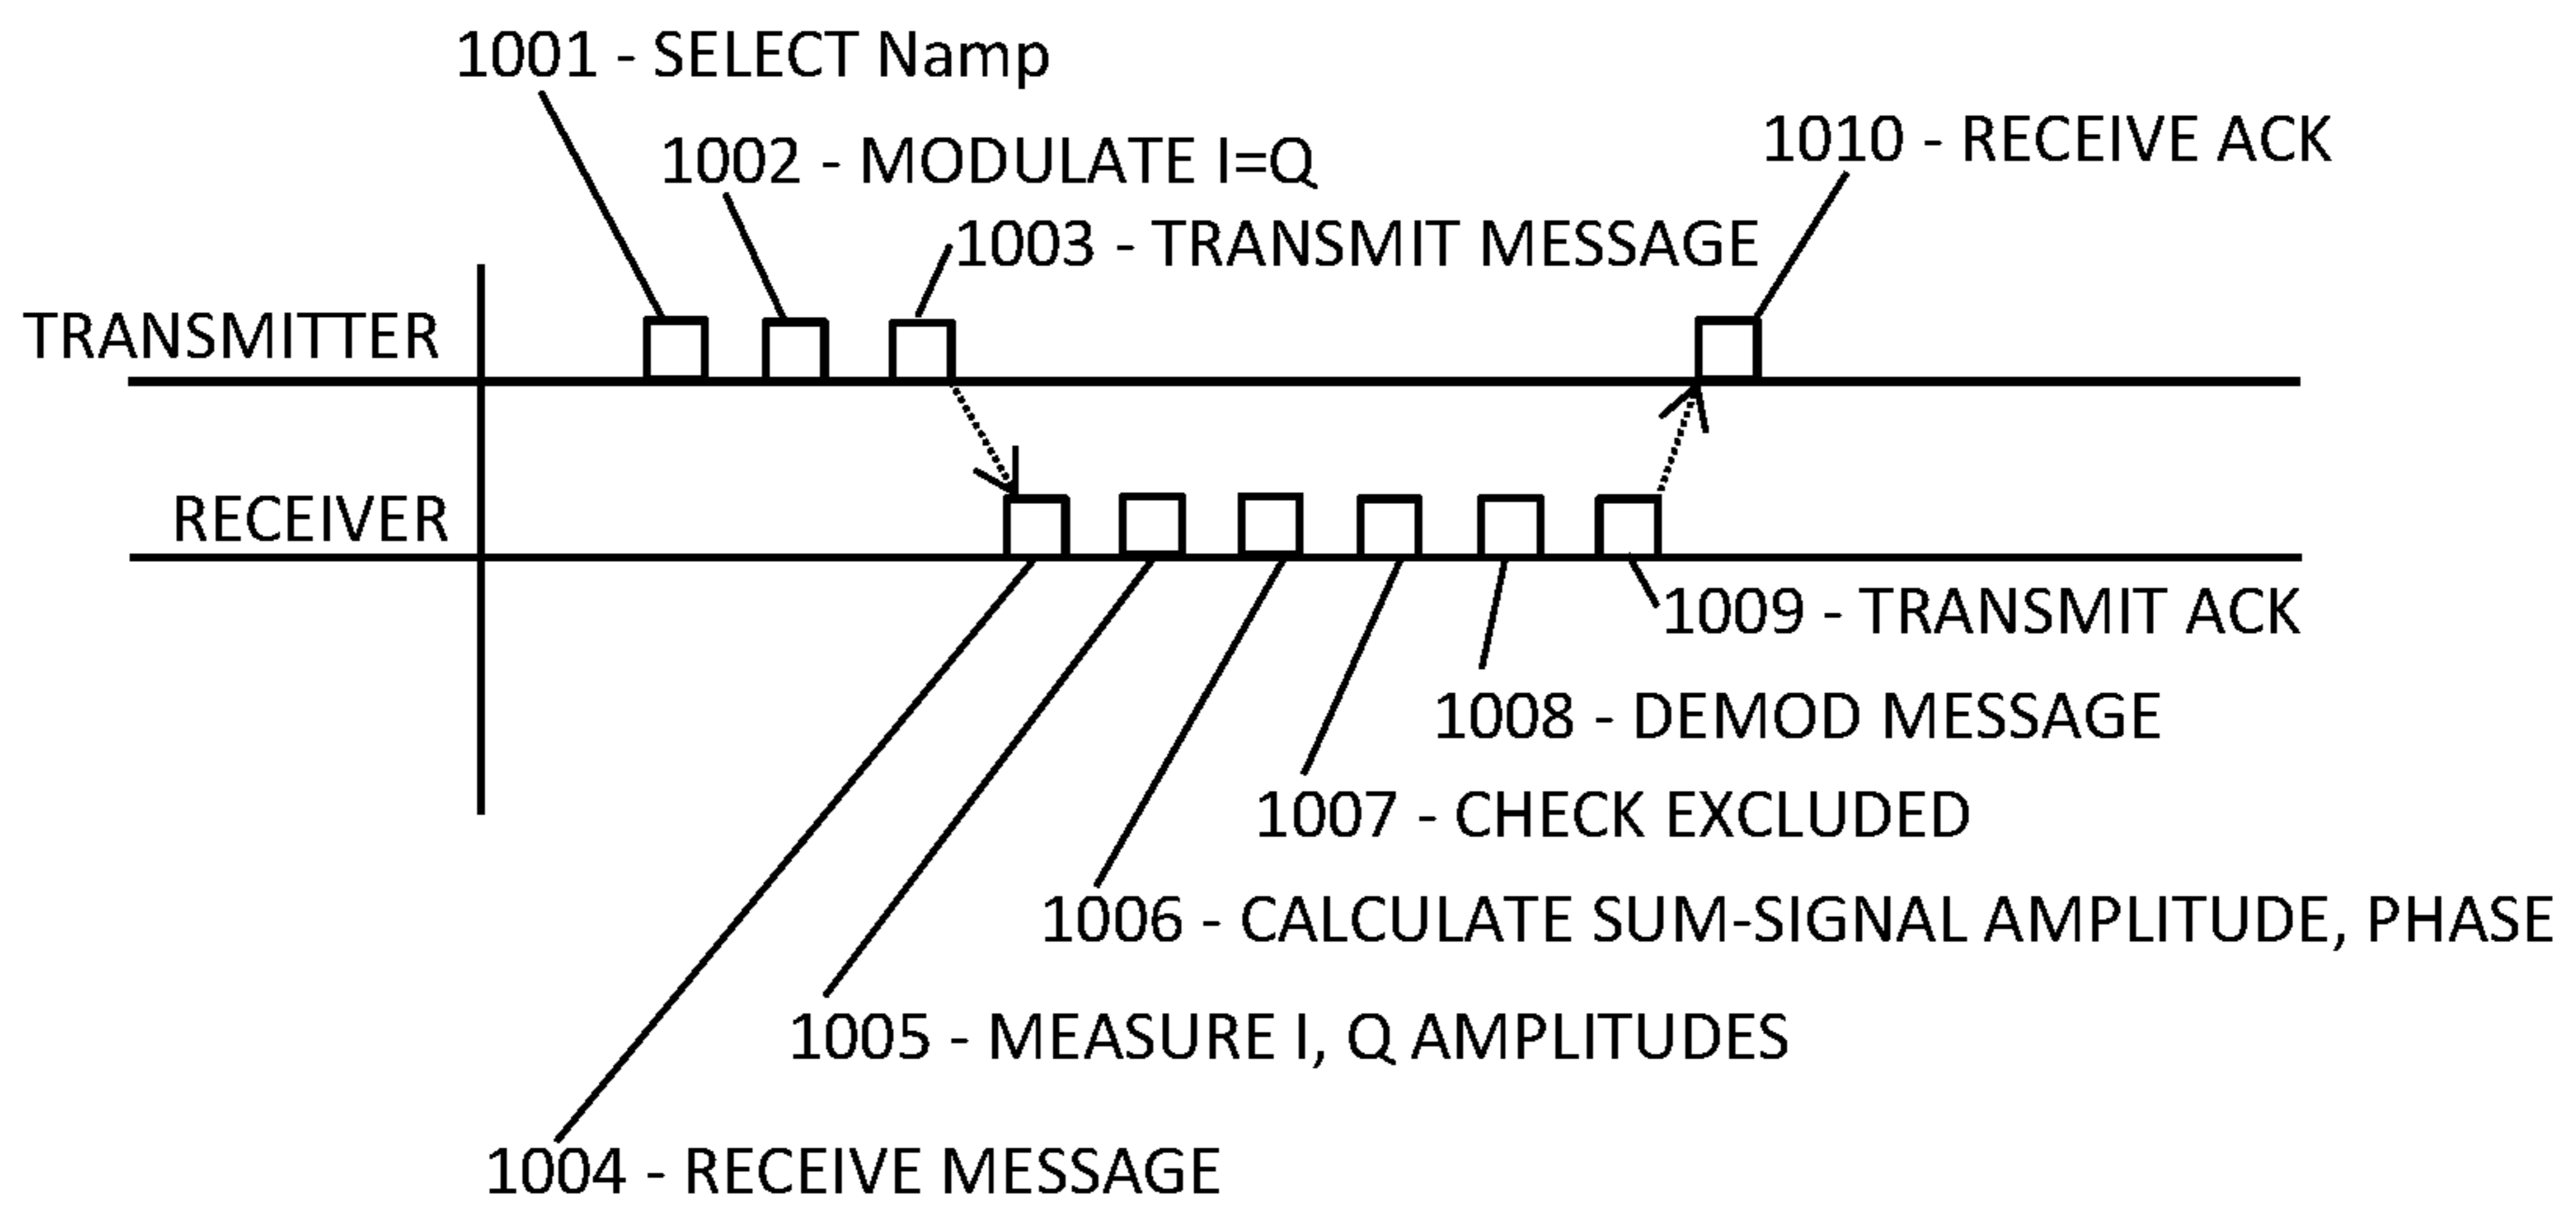 1001 - SELECT Namp
1002 - MODULATE I=Q
1010 - RECEIVE ACK
1003 - TRANSMIT MESSAGE
TRANSMITTER
RECEIVER
1009 - TRANSMIT ACK
1008 - DEMOD MESSAGE
1007 - CHECK EXCLUDED
1006 - CALCULATE SUM-SIGNAL AMPLITUDE, PHASE
1005 - MEASURE I, Q AMPLITUDES
1004 - RECEIVE MESSAGE